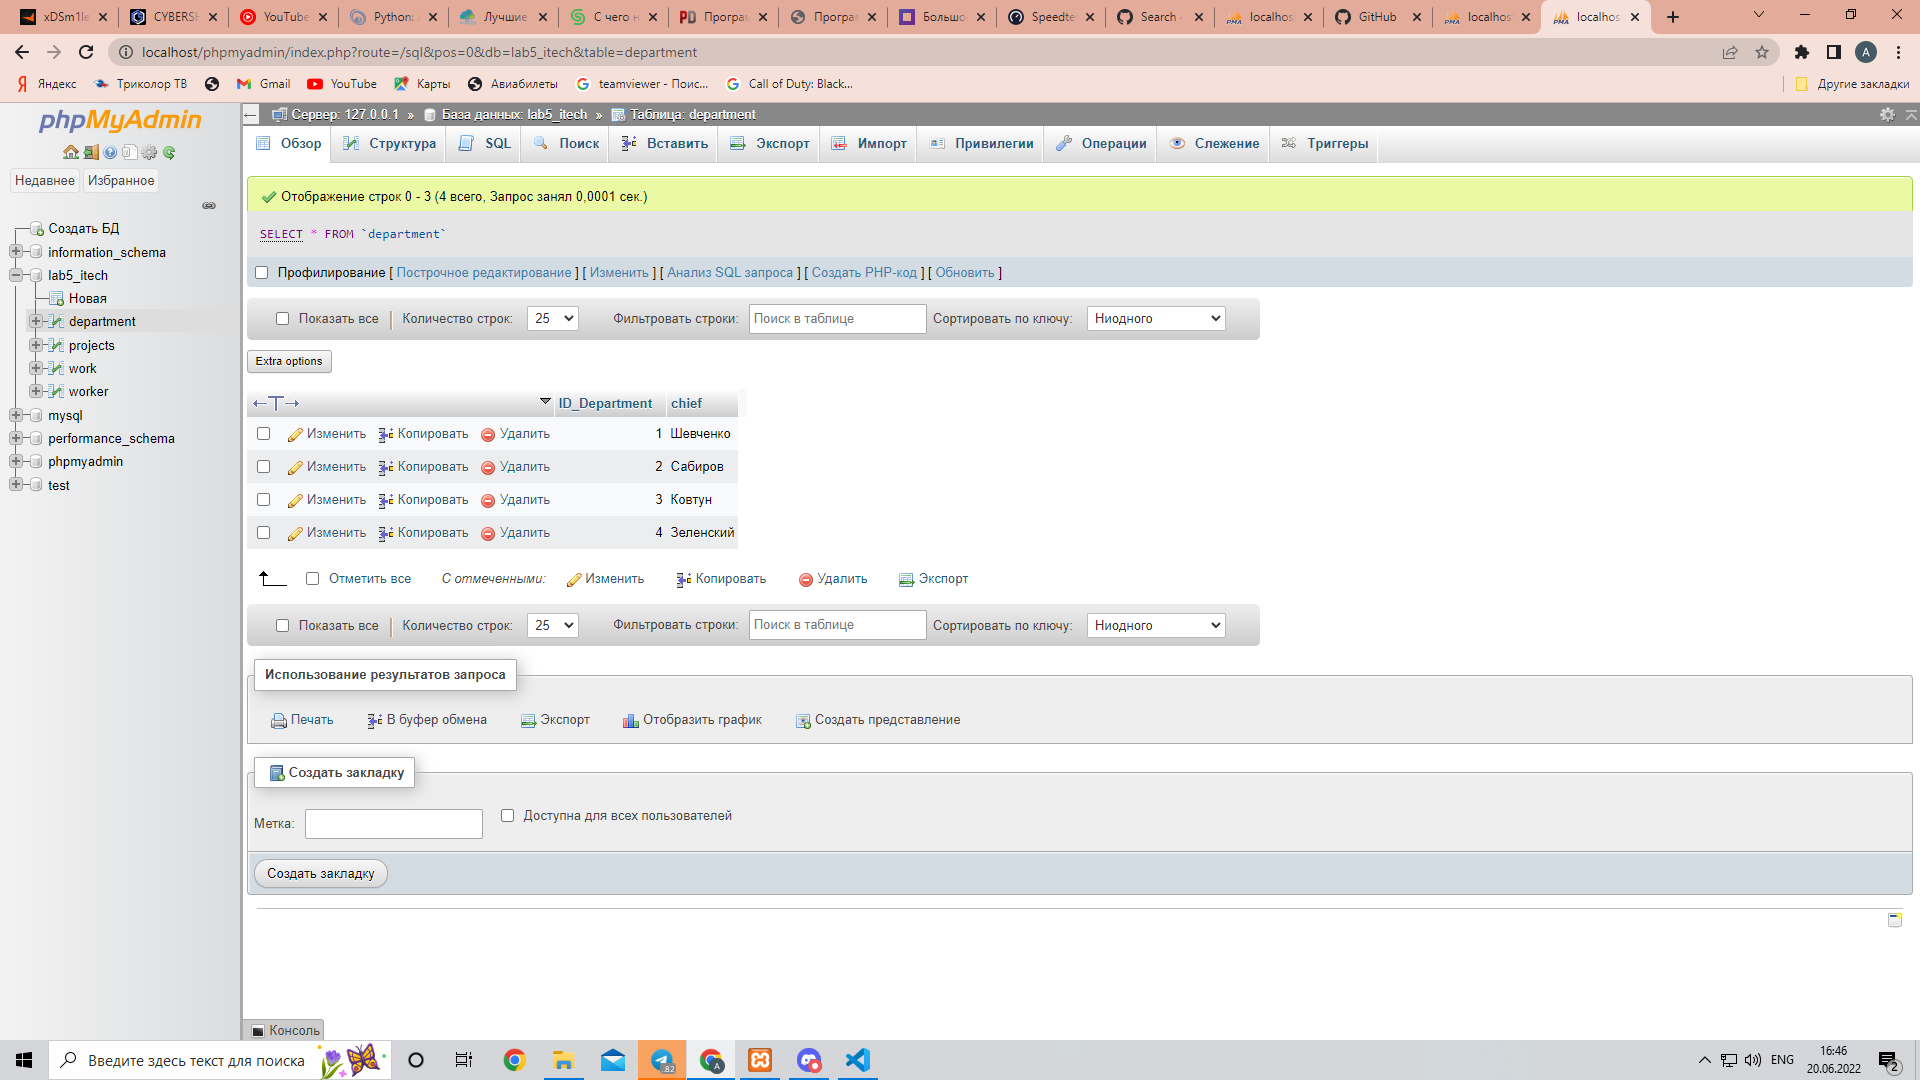 xDSm1le
CYBERSH
YouTube
Python:
Лучшие
С чего н
Програм
Програм
Большо
Speedte
Search
localhos
GitHub
localhos
localhos
localhost/phpmyadmin/index.php?route=/sql&pos=0&db=lab5_itech&table=department
A
Яндекс
Триколор ТВ
Gmail
YouTube
Карты
Авиабилеты
teamviewer - Поис...
Call of Duty: Black...
Другие закладки
phpMyAdmin
Недавнее Избранное
Создать БД
information_schema
lab5_itech
Новая
department
projects
work
worker
mysql
performance_schema
phpmyadmin
test
Сервер: 127.0.0.1 » База данных: lab5_itech » Таблица: department
Обзор Структура SQL Поиск Вставить Экспорт Импорт Привилегии Операции Слежение Триггеры
Отображение строк 0 - 3 (4 всего, Запрос занял 0,0001 сек.)
SELECT * FROM `department`
Профилирование [ Построчное редактирование ] [ Изменить ] [ Анализ SQL запроса ] [ Создать PHP-код ] [ Обновить ]
Показать все Количество строк: 25 Фильтровать строки: Поиск в таблице Сортировать по ключу: Ниодного
Extra options
←T→ ID_Department chief
Изменить Копировать Удалить 1 Шевченко
Изменить Копировать Удалить 2 Сабиров
Изменить Копировать Удалить 3 Ковтун
Изменить Копировать Удалить 4 Зеленский
Отметить все С отмеченными: Изменить Копировать Удалить Экспорт
Показать все Количество строк: 25 Фильтровать строки: Поиск в таблице Сортировать по ключу: Ниодного
Использование результатов запроса
Печать В буфер обмена Экспорт Отобразить график Создать представление
Создать закладку
Метка: Доступна для всех пользователей
Создать закладку
Консоль
Введите здесь текст для поиска
82
ENG
16:46
20.06.2022
2